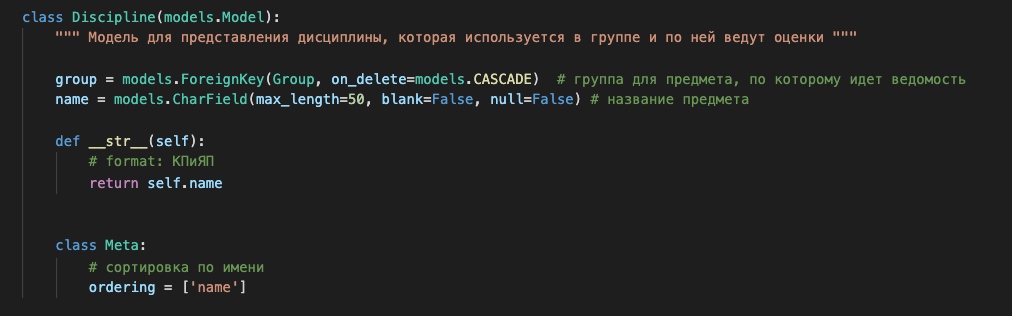 class Discipline(models.Model):
""" Модель для представления дисциплины, которая используется в группе и по ней ведут оценки """
group = models.ForeignKey(Group, on_delete=models.CASCADE)  # группа для предмета, по которому идет ведомость
name = models.CharField(max_length=50, blank=False, null=False) # название предмета
def __str__(self):
# format: КПиЯП
return self.name
class Meta:
# сортировка по имени
ordering = ['name']